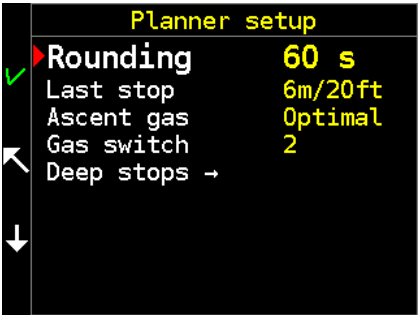 Planner setup
Rounding 60 s
Last stop 6m/20ft
Ascent gas Optimal
Gas switch 2
Deep stops →